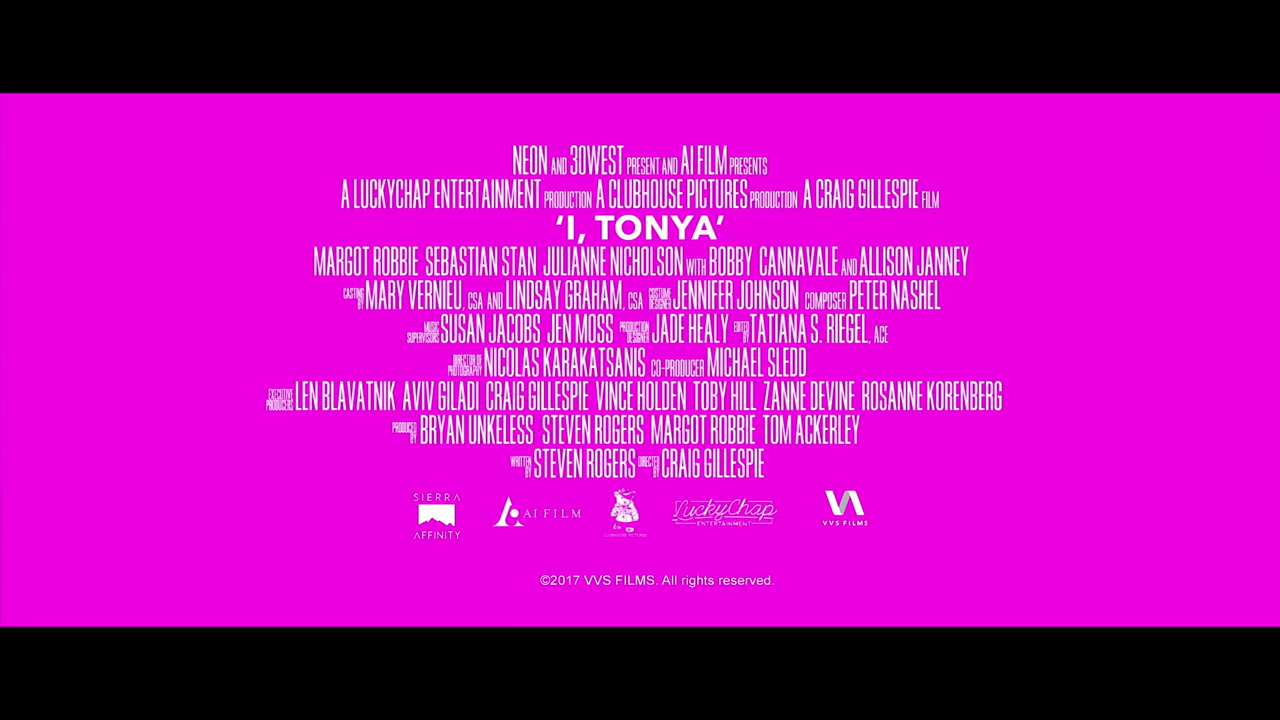 NEON AND 30WEST PRESENT AND AI FILM PRESENTS
A LUCKYCHAP ENTERTAINMENT PRODUCTION A CLUBHOUSE PICTURES PRODUCTION A CRAIG GILLESPIE FILM
‘I, TONYA’
MARGOT ROBBIE SEBASTIAN STAN JULIANNE NICHOLSON WITH BOBBY CANNAVALE AND ALLISON JANNEY
CASTING BY MARY VERNIEU, CSA AND LINDSAY GRAHAM, CSA COSTUME DESIGNER JENNIFER JOHNSON COMPOSER PETER NASHEL
MUSIC SUPERVISORS SUSAN JACOBS JEN MOSS PRODUCTION DESIGNER JADE HEALY EDITED BY TATIANA S. RIEGEL, ACE
DIRECTOR OF PHOTOGRAPHY NICOLAS KARAKATSANIS CO-PRODUCER MICHAEL SLEDD
EXECUTIVE PRODUCERS LEN BLAVATNIK AVIV GILADI CRAIG GILLESPIE VINCE HOLDEN TOBY HILL ZANNE DEVINE ROSANNE KORENBERG
PRODUCED BY BRYAN UNKELESS STEVEN ROGERS MARGOT ROBBIE TOM ACKERLEY
WRITTEN BY STEVEN ROGERS DIRECTED BY CRAIG GILLESPIE
SIERRA AFFINITY
AI FILM
CLUBHOUSE PICTURES
LuckyChap ENTERTAINMENT
VVS FILMS
©2017 VVS FILMS. All rights reserved.